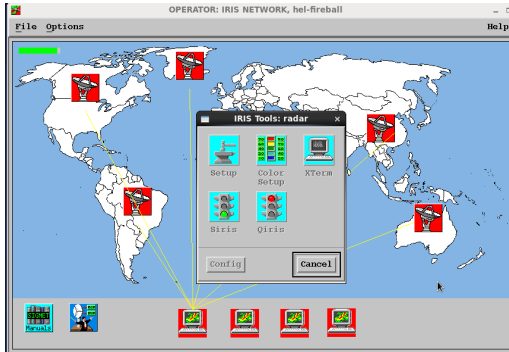 OPERATOR: IRIS NETWORK, hel-fireball
File Options Help
IRIS Tools: radar
Setup
Color Setup
XTerm
Siris
Qiris
Config
Cancel
SIGMET
Manuals